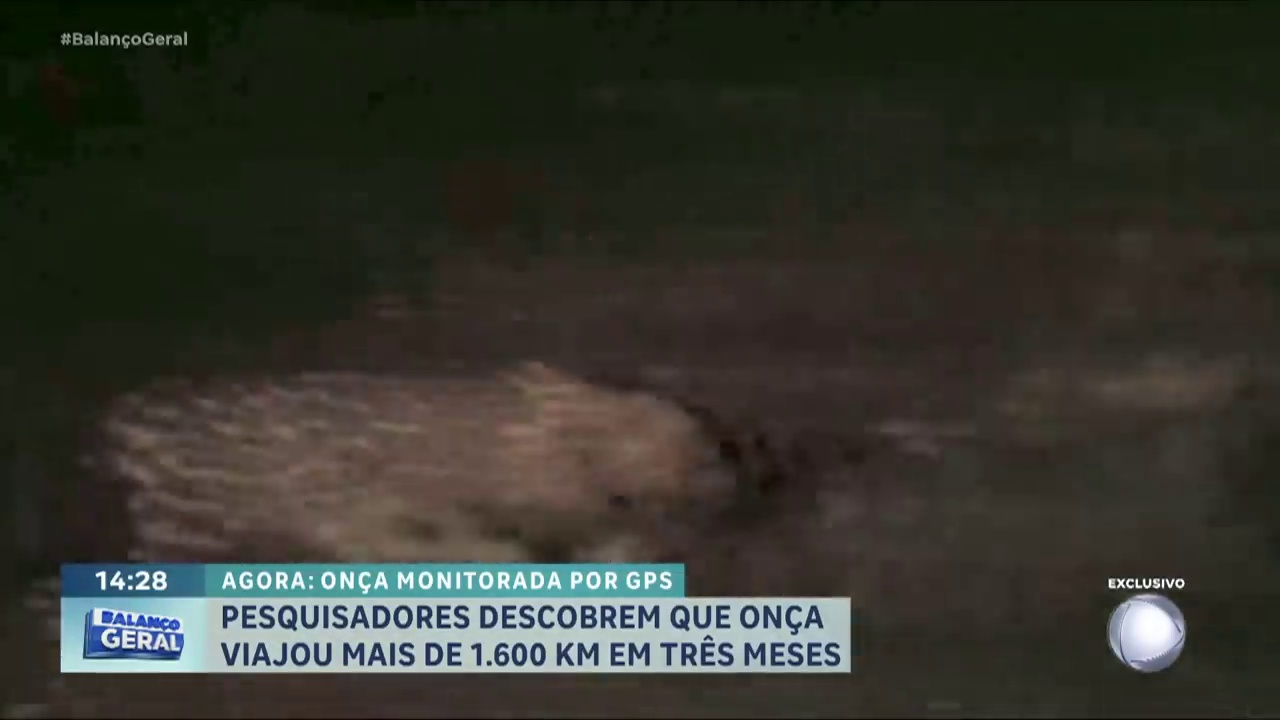 #BalançoGeral
14:28
AGORA: ONÇA MONITORADA POR GPS
BALANÇO
GERAL
PESQUISADORES DESCOBREM QUE ONÇA
VIAJOU MAIS DE 1.600 KM EM TRÊS MESES
EXCLUSIVO